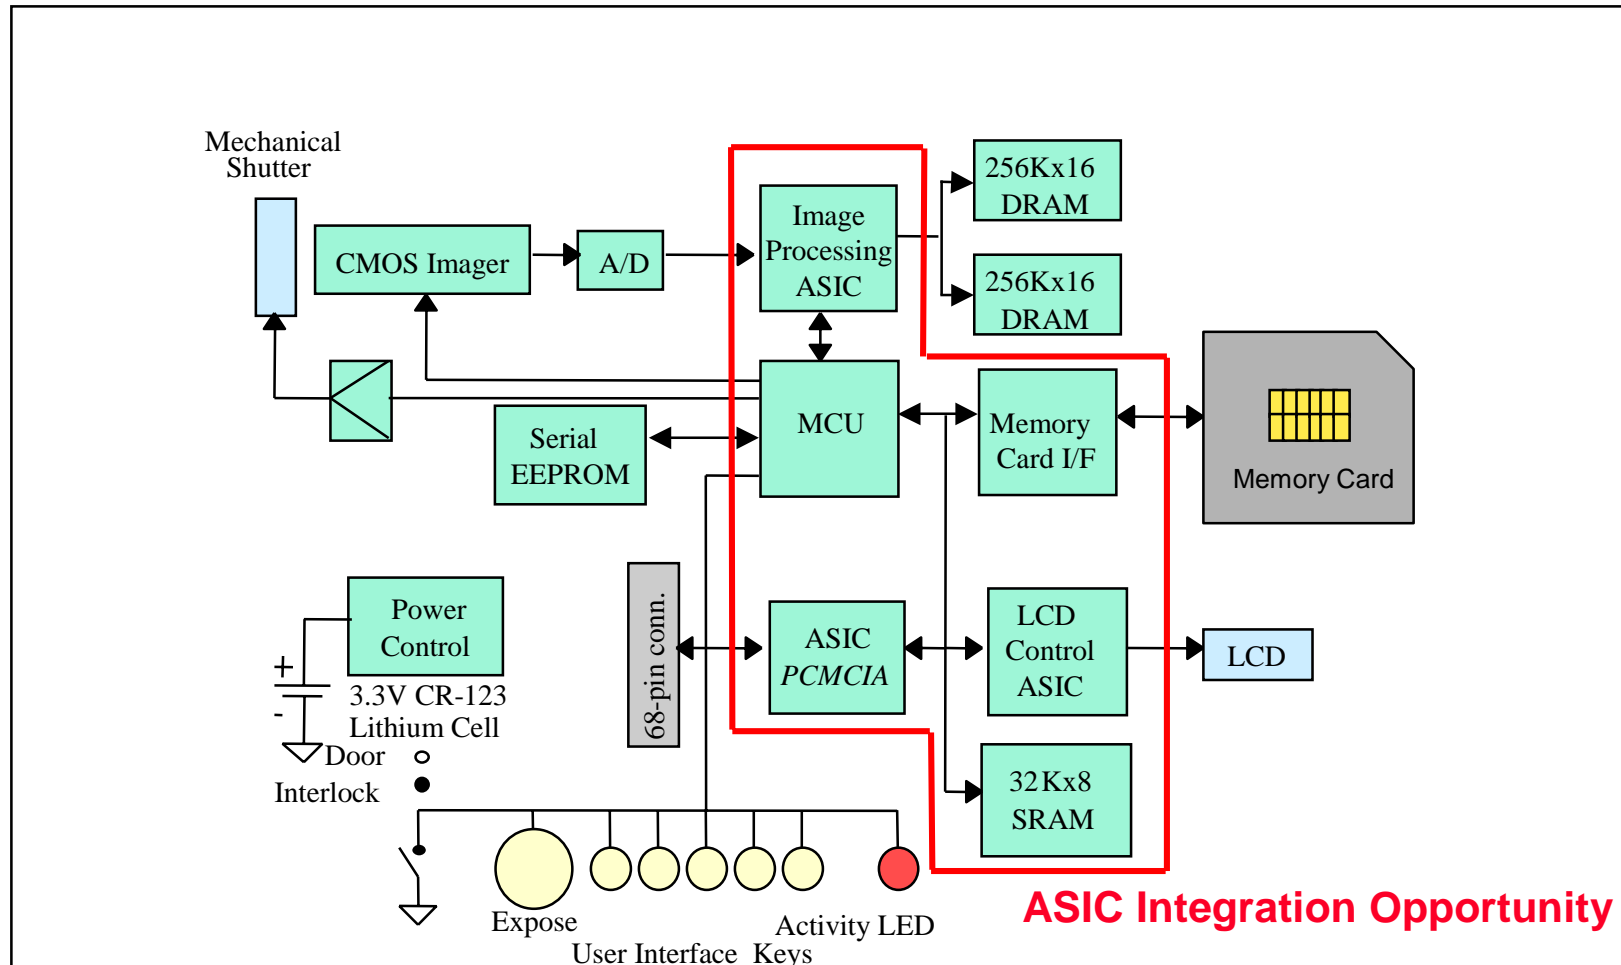 Mechanical
Shutter
CMOS Imager
A/D
Image
Processing
ASIC
256Kx16
DRAM
256Kx16
DRAM
MCU
Serial
EEPROM
Memory
Card I/F
Memory Card
Power
Control
+
-
3.3V CR-123
Lithium Cell
Door
Interlock
68-pin conn.
ASIC
PCMCIA
LCD
Control
ASIC
LCD
32Kx8
SRAM
Expose
User Interface Keys
Activity LED
ASIC Integration Opportunity